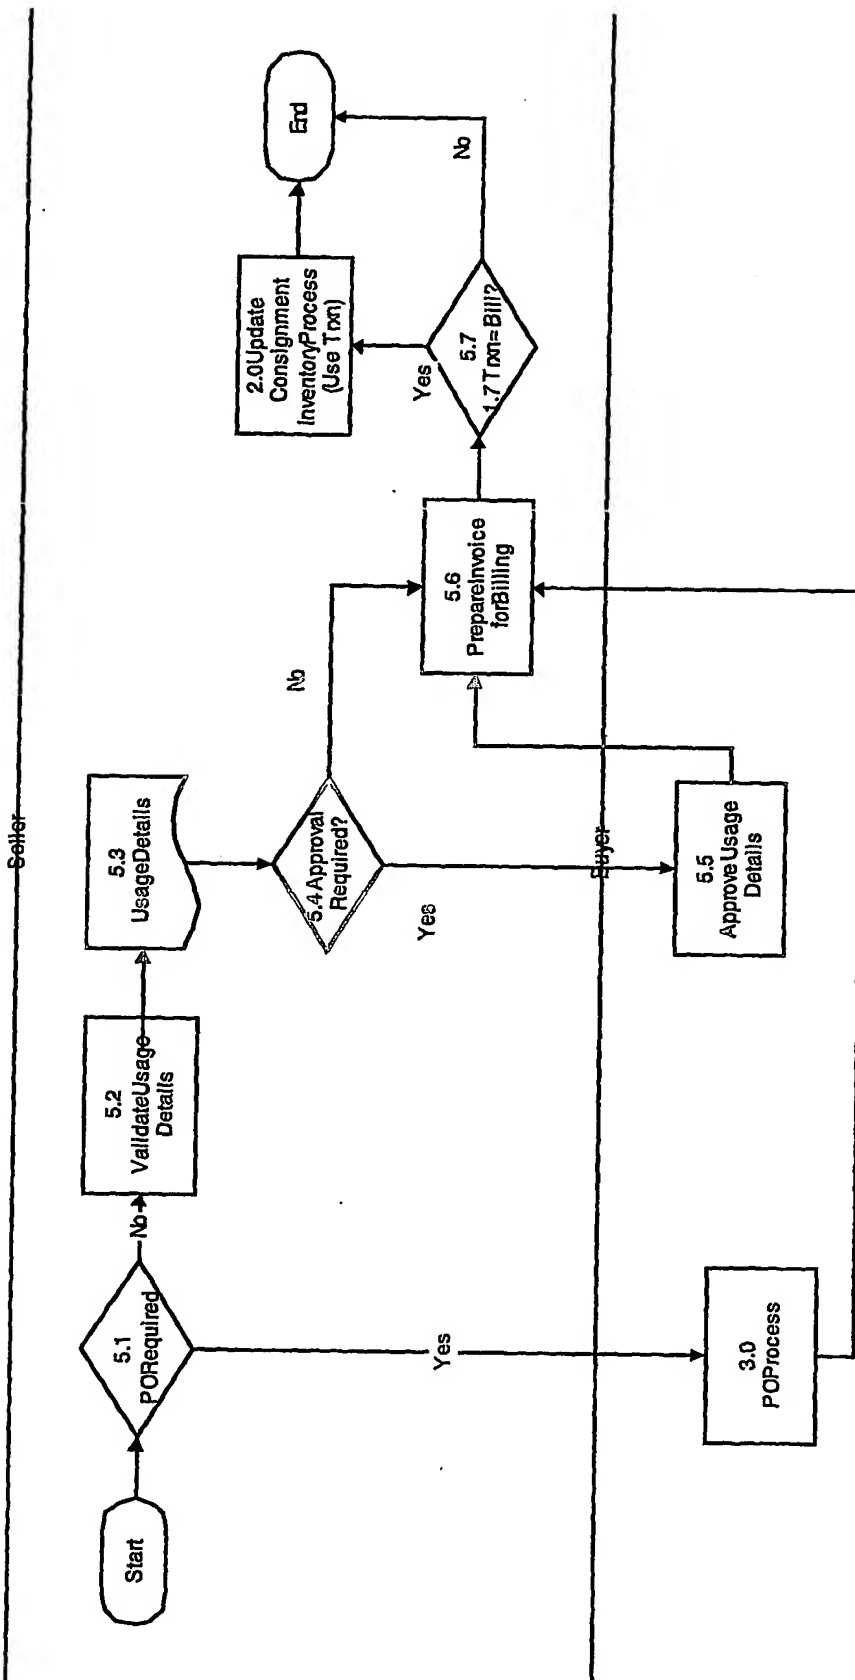 Seller
Start
5.1
PORequired
No
Yes
5.2
ValidateUsage
Details
5.3
UsageDetails
5.4 Approval
Required?
No
Yes
5.6
PrepareInvoice
forBilling
5.7
1.7 Trxn=Bill?
Yes
No
2.0Update
Consignment
InventoryProcess
(Use Trxn)
End
Buyer
3.0
POProcess
5.5
Approve Usage
Details